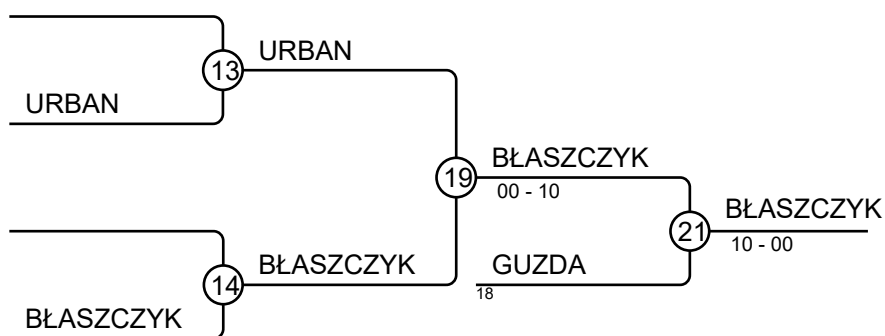 URBAN
13
URBAN
BŁASZCZYK
19
00 - 10
BŁASZCZYK
21
10 - 00
14
BŁASZCZYK
GUZDA
18
BŁASZCZYK